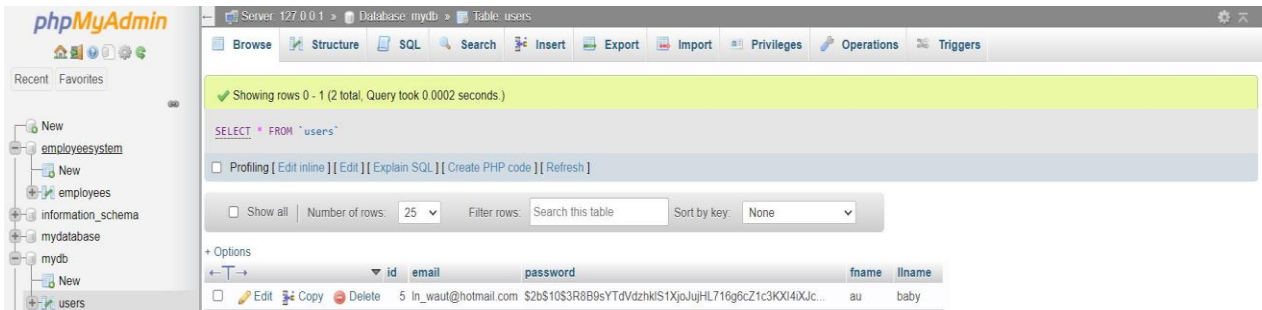 phpMyAdmin
Server: 127.0.0.1 » Database: mydb » Table: users
Browse Structure SQL Search Insert Export Import Privileges Operations Triggers
Recent Favorites
New
employeesystem
New
employees
information_schema
mydatabase
mydb
New
users
Showing rows 0 - 1 (2 total, Query took 0.0002 seconds.)
SELECT * FROM `users`
Profiling [ Edit inline ] [ Edit ] [ Explain SQL ] [ Create PHP code ] [ Refresh ]
Show all Number of rows: 25 Filter rows: Search this table Sort by key: None
+ Options
←T→ id email password fname llname
Edit Copy Delete 5 ln_waut@hotmail.com $2b$10$3R8B9sYTdVdzhklS1XjoJujHL716g6cZ1c3KXI4iXJc... au baby